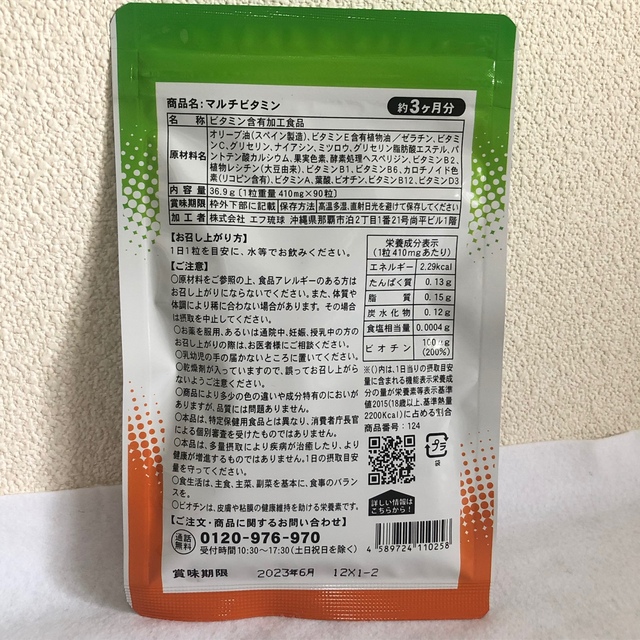 商品名：マルチビタミン
約3ヶ月分
名　称 ビタミン含有加工食品
原材料名 オリーブ油(スペイン製造)、ビタミンE含有植物油／ゼラチン、ビタミ
ンC、グリセリン、ナイアシン、ミツロウ、グリセリン脂肪酸エステル、パ
ントテン酸カルシウム、果実色素、酵素処理ヘスペリジン、ビタミンB2、
植物レシチン(大豆由来)、ビタミンB1、ビタミンB6、カロチノイド色
素(リコピン含有)、ビタミンA、葉酸、ビオチン、ビタミンB12、ビタミンD3
内容量 36.9g [1粒重量 410mg×90粒]
賞味期限 枠外下部に記載 保存方法 高温多湿、直射日光を避けて保存してください
加工者 株式会社 エフ琉球 沖縄県那覇市泊2丁目1番21号尚平ビル1階
【お召し上がり方】
1日1粒を目安に、水等でお飲みください。
【ご注意】
○原材料をご参照の上、食品アレルギーのある方は
お召し上がりにならないでください。また、体質や
体調により稀に合わない場合があります。その場合
は摂取を中止してください。
○お薬を服用、あるいは通院中、妊娠、授乳中の方の
お召し上がりの際は、お医者様にご相談ください。
○乳幼児の手の届かないところに置いてください。
○乾燥剤が入っていますので、誤ってお召し上がらな
いようご注意ください。
○商品により多少の色の違いや成分特有のにおいが
ありますが、品質には問題ありません。
○本品は、特定保健用食品とは異なり、消費者庁長官
による個別審査を受けたものではありません。
○本品は、多量摂取により疾病が治癒したり、より
健康が増進するものではありません。1日の摂取目安
量を守ってください。
○食生活は、主食、主菜、副菜を基本に、食事のバラン
スを。
○ビオチンは、皮膚や粘膜の健康維持を助ける栄養素です。
栄養成分表示
(1粒410mgあたり)
エネルギー 2.29kcal
たんぱく質 0.13g
脂　質 0.15g
炭水化物 0.12g
食塩相当量 0.0004g
ビオチン 100μg
(200%)
※( )内は、1日当りの摂取目安
量に含まれる機能表示栄養成
分の量が栄養素等表示基準
値2015(18歳以上、基準熱量
2200Kcal)に占める割合
商品番号：124
プラ
袋
詳しい情報は
こちらから！
【ご注文・商品に関するお問い合わせ】
通話
無料
0120-976-970
受付時間10:30～17:30(土日祝日を除く)
4 589724 110258
賞味期限 2023年6月 12X1-2